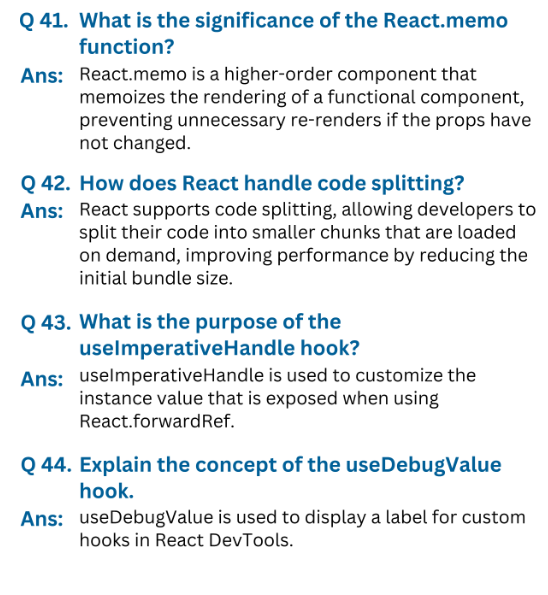 Q 41. What is the significance of the React.memo
function?
Ans: React.memo is a higher-order component that
memoizes the rendering of a functional component,
preventing unnecessary re-renders if the props have
not changed.
Q 42. How does React handle code splitting?
Ans: React supports code splitting, allowing developers to
split their code into smaller chunks that are loaded
on demand, improving performance by reducing the
initial bundle size.
Q 43. What is the purpose of the
useImperativeHandle hook?
Ans: useImperativeHandle is used to customize the
instance value that is exposed when using
React.forwardRef.
Q 44. Explain the concept of the useDebugValue
hook.
Ans: useDebugValue is used to display a label for custom
hooks in React DevTools.